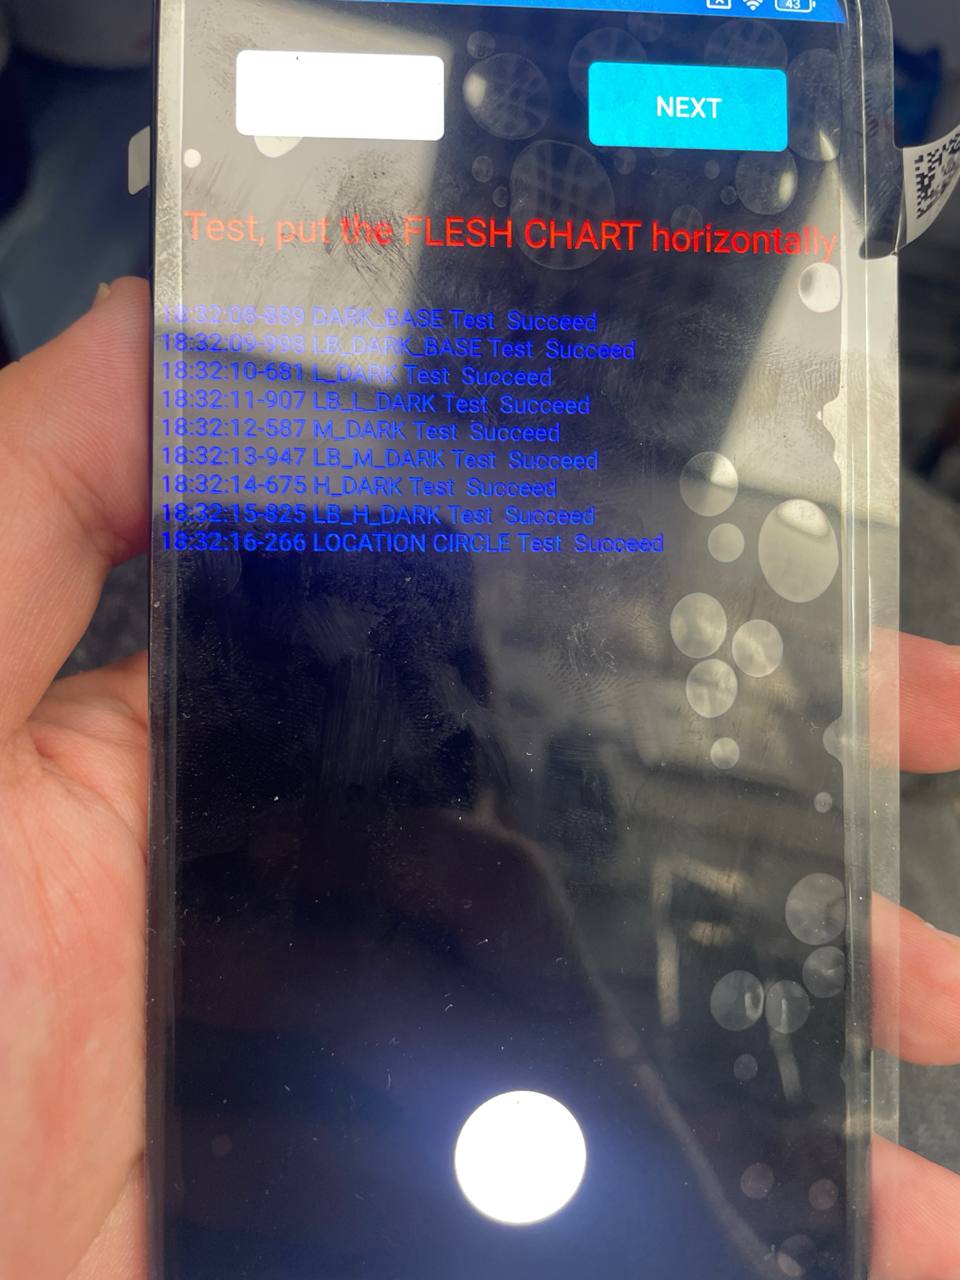 43
NEXT
Test, put the FLESH CHART horizontally
18:32:08-889 DARK_BASE Test Succeed
18:32:09-998 LB_DARK_BASE Test Succeed
18:32:10-681 L_DARK Test Succeed
18:32:11-907 LB_L_DARK Test Succeed
18:32:12-587 M_DARK Test Succeed
18:32:13-947 LB_M_DARK Test Succeed
18:32:14-675 H_DARK Test Succeed
18:32:15-825 LB_H_DARK Test Succeed
18:32:16-266 LOCATION CIRCLE Test Succeed